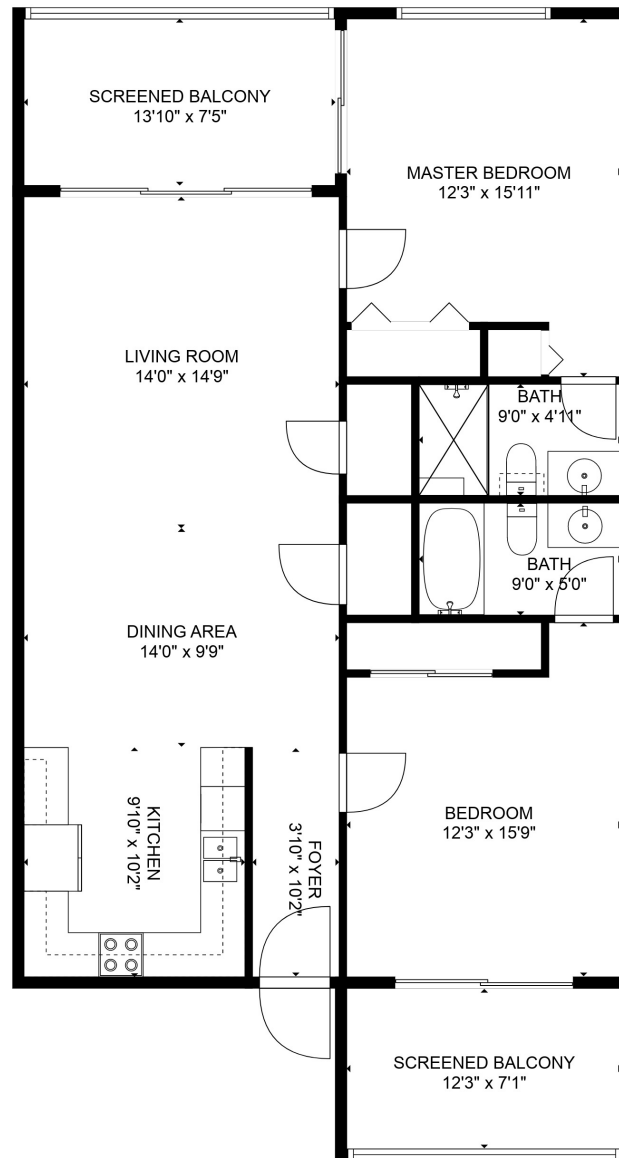 SCREENED BALCONY
13'10" x 7'5"
MASTER BEDROOM
12'3" x 15'11"
LIVING ROOM
14'0" x 14'9"
BATH
9'0" x 4'11"
BATH
9'0" x 5'0"
DINING AREA
14'0" x 9'9"
KITCHEN
9'10" x 10'2"
FOYER
3'10" x 10'2"
BEDROOM
12'3" x 15'9"
SCREENED BALCONY
12'3" x 7'1"